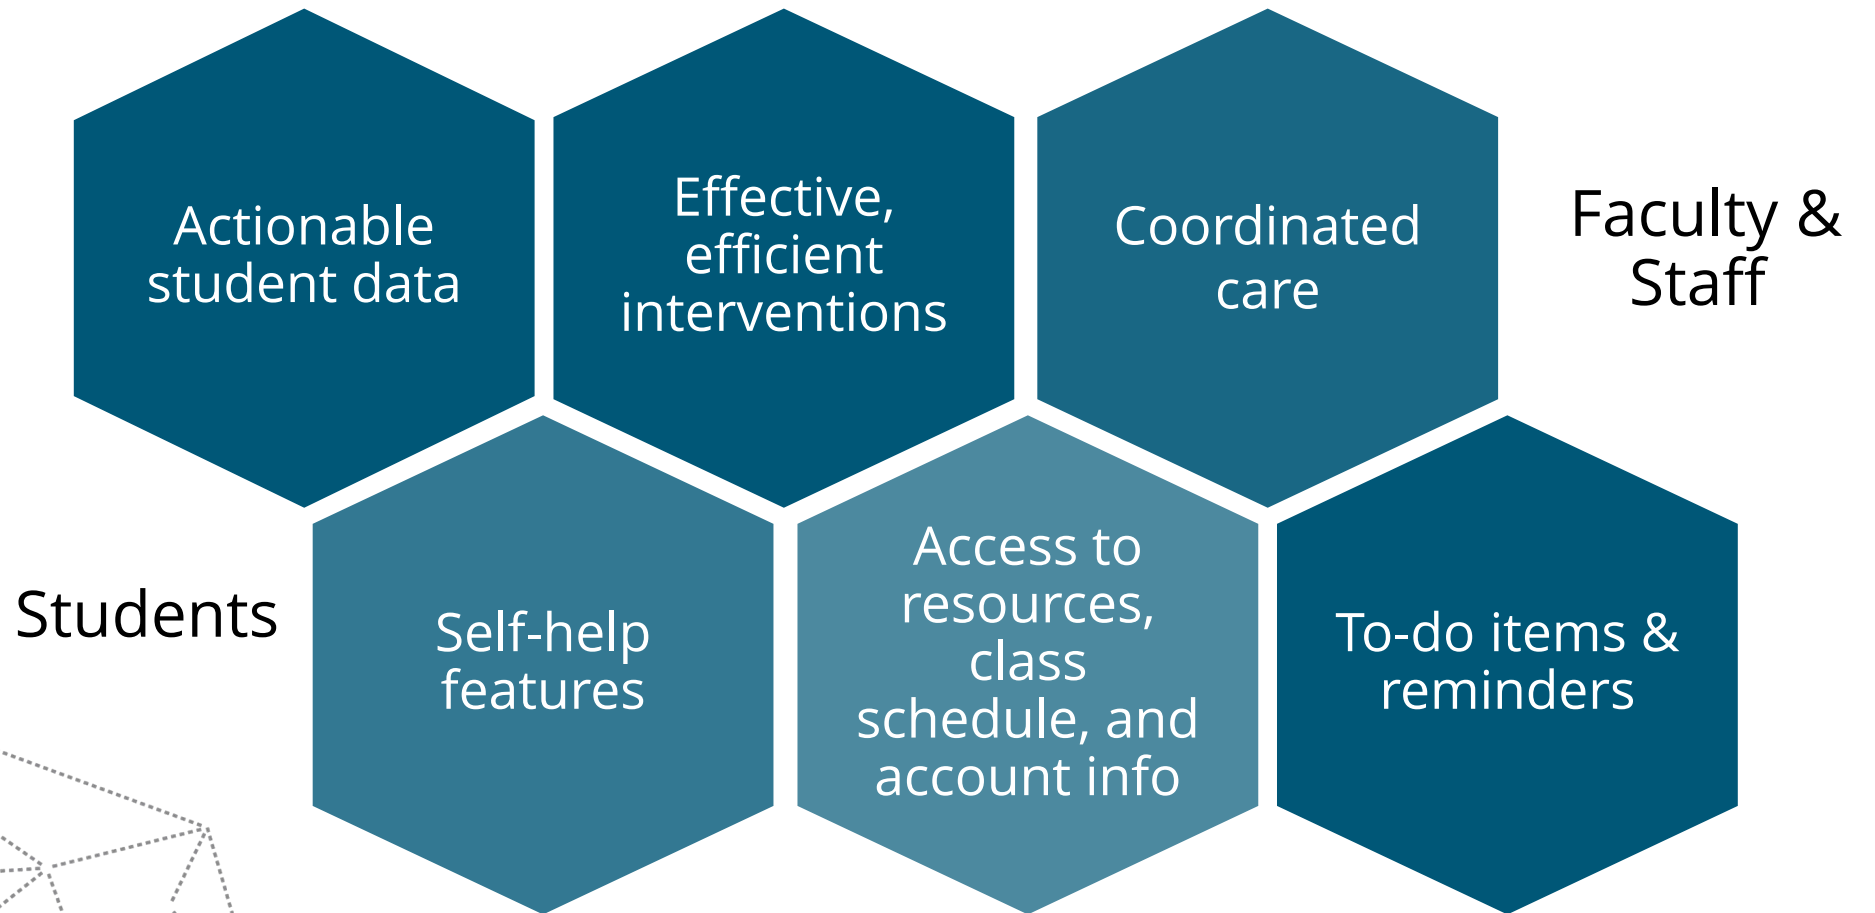 Actionable
student data
Effective,
efficient
interventions
Coordinated
care
Faculty &
Staff
Students
Self-help
features
Access to
resources,
class
schedule, and
account info
To-do items &
reminders